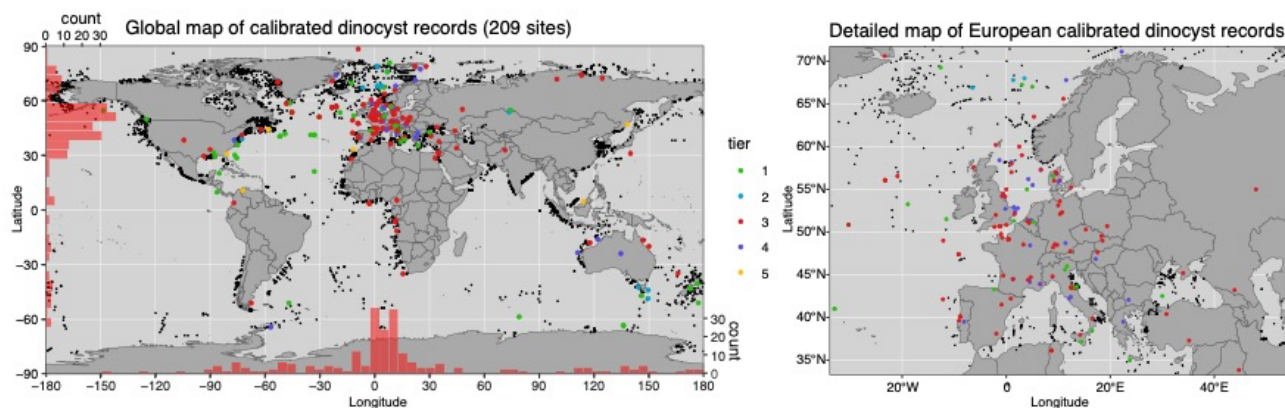 count
0 10 20 30
Global map of calibrated dinocyst records (209 sites)
90
60
30
0
−30
−60
−90
Latitude
−180 −150 −120 −90 −60 −30 0 30 60 90 120 150 180
Longitude
30
20
10
0
count
tier
1
2
3
4
5
Detailed map of European calibrated dinocyst records
70°N
65°N
60°N
55°N
50°N
45°N
40°N
35°N
Latitude
20°W 0 20°E 40°E
Longitude